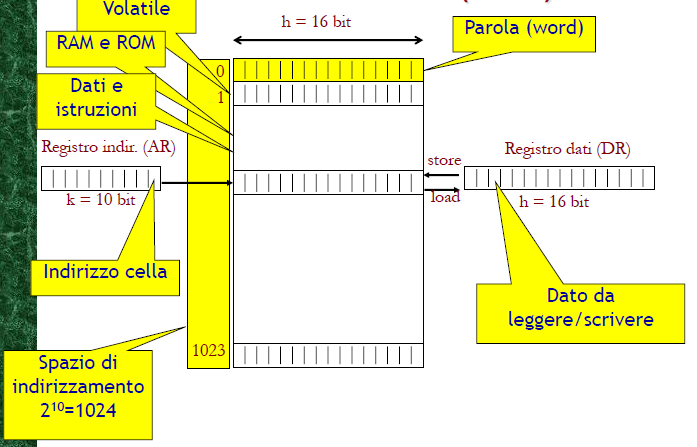 Volatile
h = 16 bit
Parola (word)
RAM e ROM
0
Dati e
istruzioni
1
Registro indir. (AR)
store
Registro dati (DR)
k = 10 bit
load
h = 16 bit
Indirizzo cella
Dato da
leggere/scrivere
1023
Spazio di
indirizzamento
2¹⁰=1024